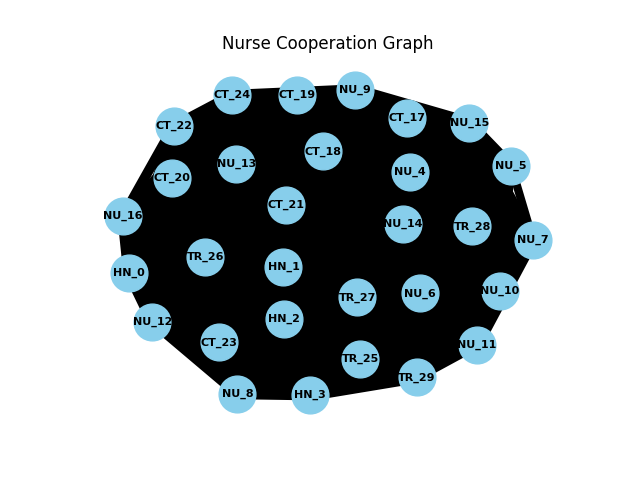 Nurse Cooperation Graph
NU_9
CT_24
CT_19
CT_17
NU_15
CT_22
CT_18
NU_13
NU_5
NU_4
CT_20
CT_21
NU_16
NU_14
TR_28
NU_7
TR_26
HN_1
HN_0
NU_10
NU_6
TR_27
HN_2
NU_12
CT_23
NU_11
TR_25
TR_29
NU_8
HN_3